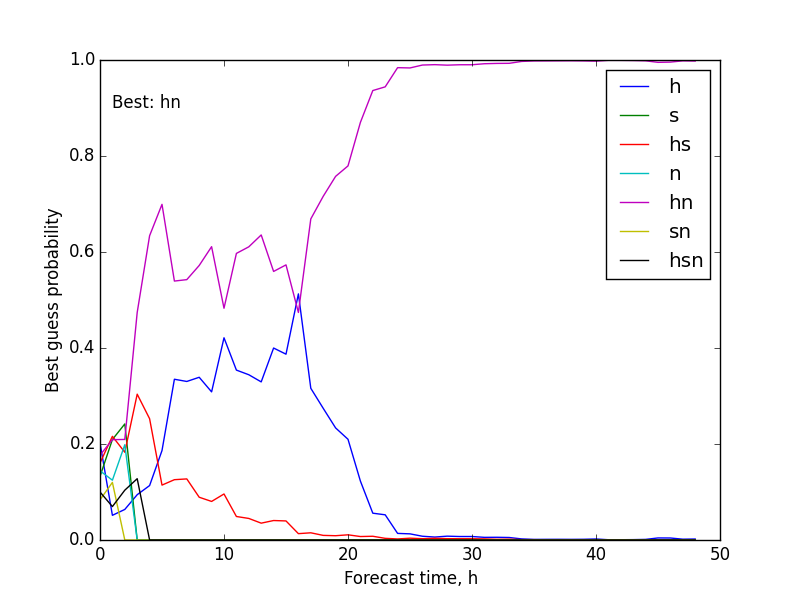 1.0
0.8
0.6
0.4
0.2
0.0
0
10
20
30
40
50
Best guess probability
Forecast time, h
Best: hn
h
s
hs
n
hn
sn
hsn